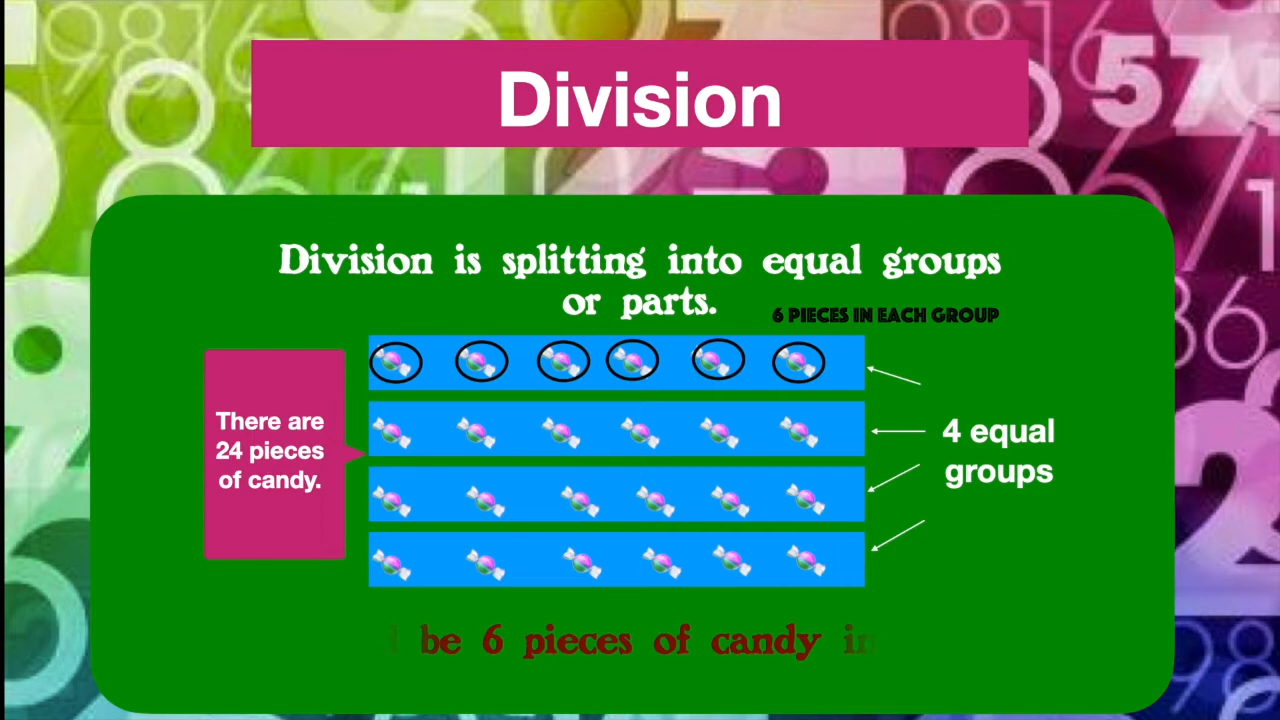 Division
Division is splitting into equal groups
or parts.
6 PIECES IN EACH GROUP
There are
24 pieces
of candy.
4 equal
groups
be 6 pieces of candy in